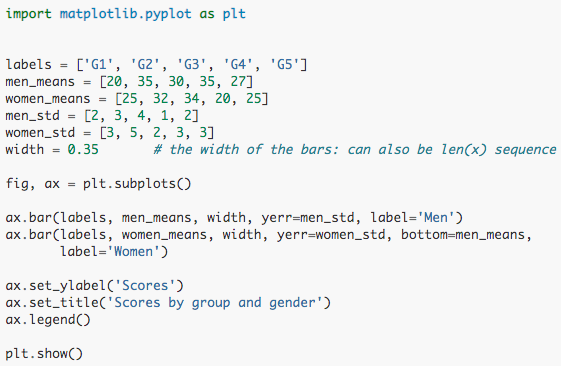 import matplotlib.pyplot as plt
labels = ['G1', 'G2', 'G3', 'G4', 'G5']
men_means = [20, 35, 30, 35, 27]
women_means = [25, 32, 34, 20, 25]
men_std = [2, 3, 4, 1, 2]
women_std = [3, 5, 2, 3, 3]
width = 0.35       # the width of the bars: can also be len(x) sequence
fig, ax = plt.subplots()
ax.bar(labels, men_means, width, yerr=men_std, label='Men')
ax.bar(labels, women_means, width, yerr=women_std, bottom=men_means,
       label='Women')
ax.set_ylabel('Scores')
ax.set_title('Scores by group and gender')
ax.legend()
plt.show()